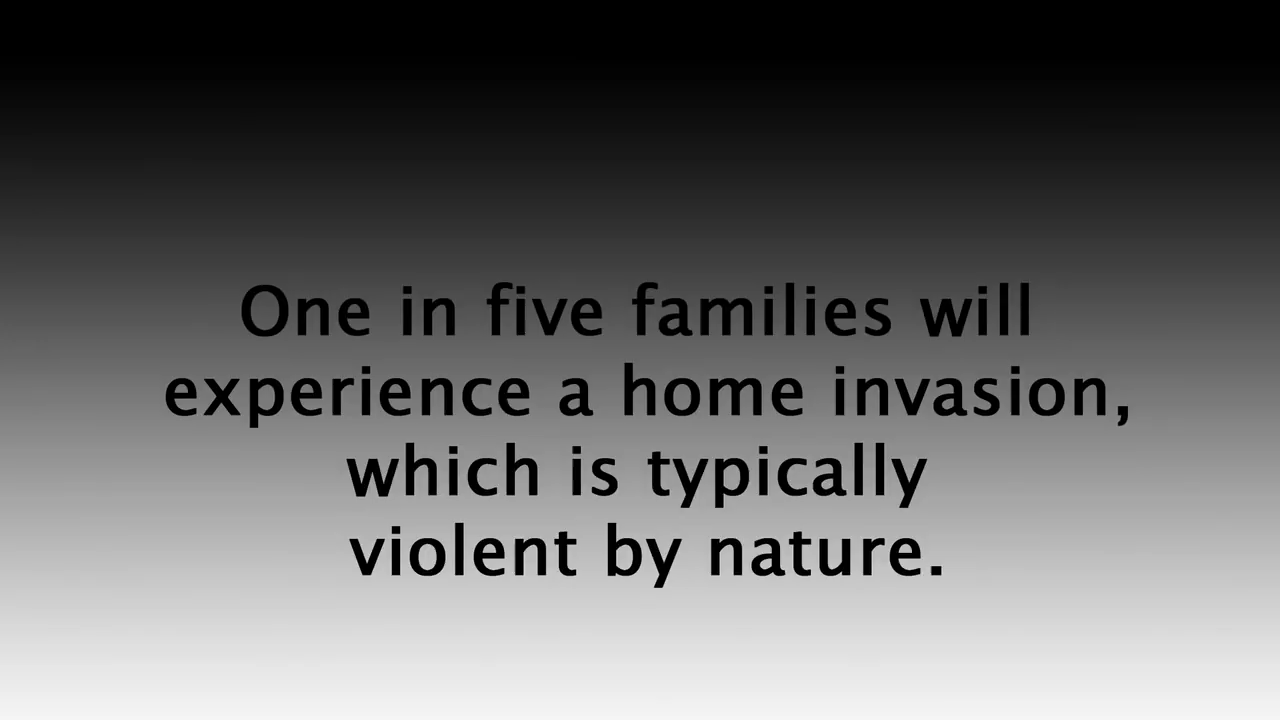 One in five families will
experience a home invasion,
which is typically
violent by nature.